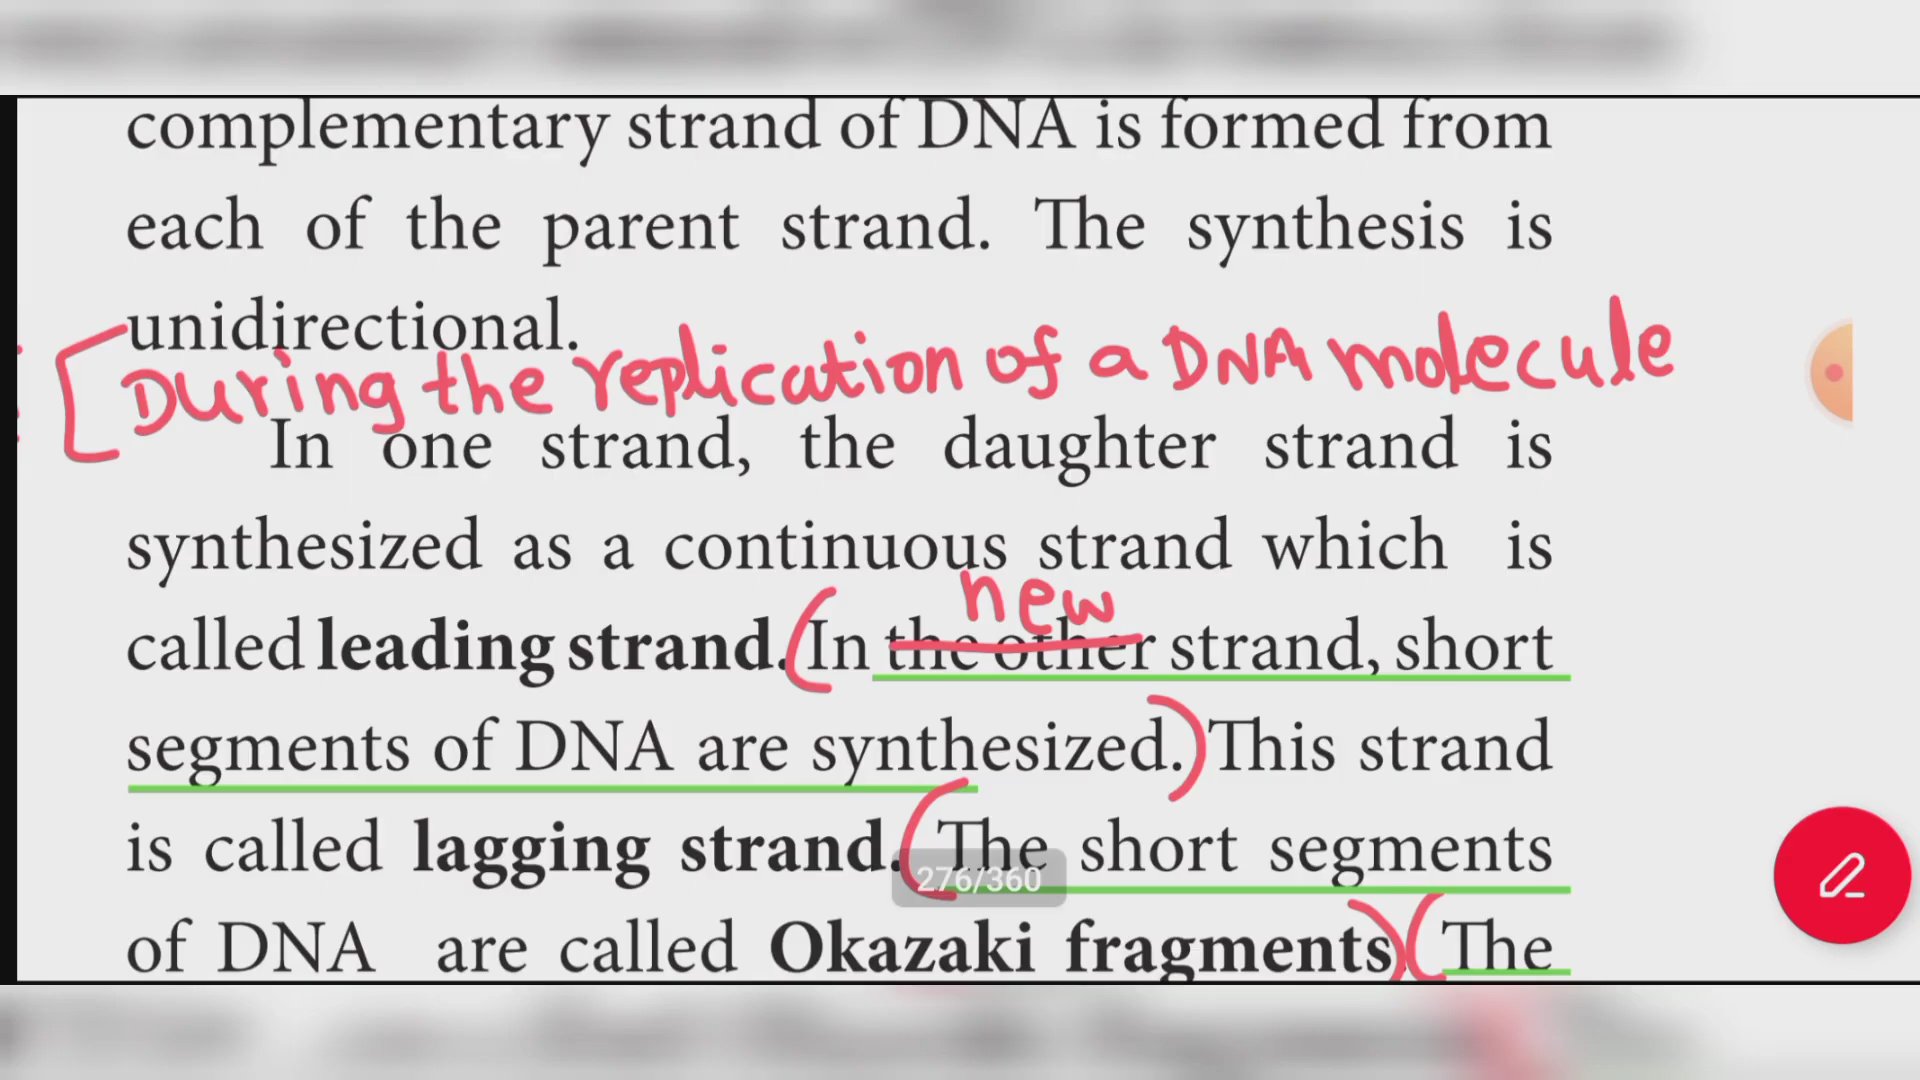 complementary strand of DNA is formed from
each of the parent strand. The synthesis is
unidirectional.
During the replication of a DNA molecule
In one strand, the daughter strand is
synthesized as a continuous strand which is
new
called leading strand. (In the other strand, short
segments of DNA are synthesized.) This strand
is called lagging strand. (The short segments
276/360
of DNA are called Okazaki fragments). (The